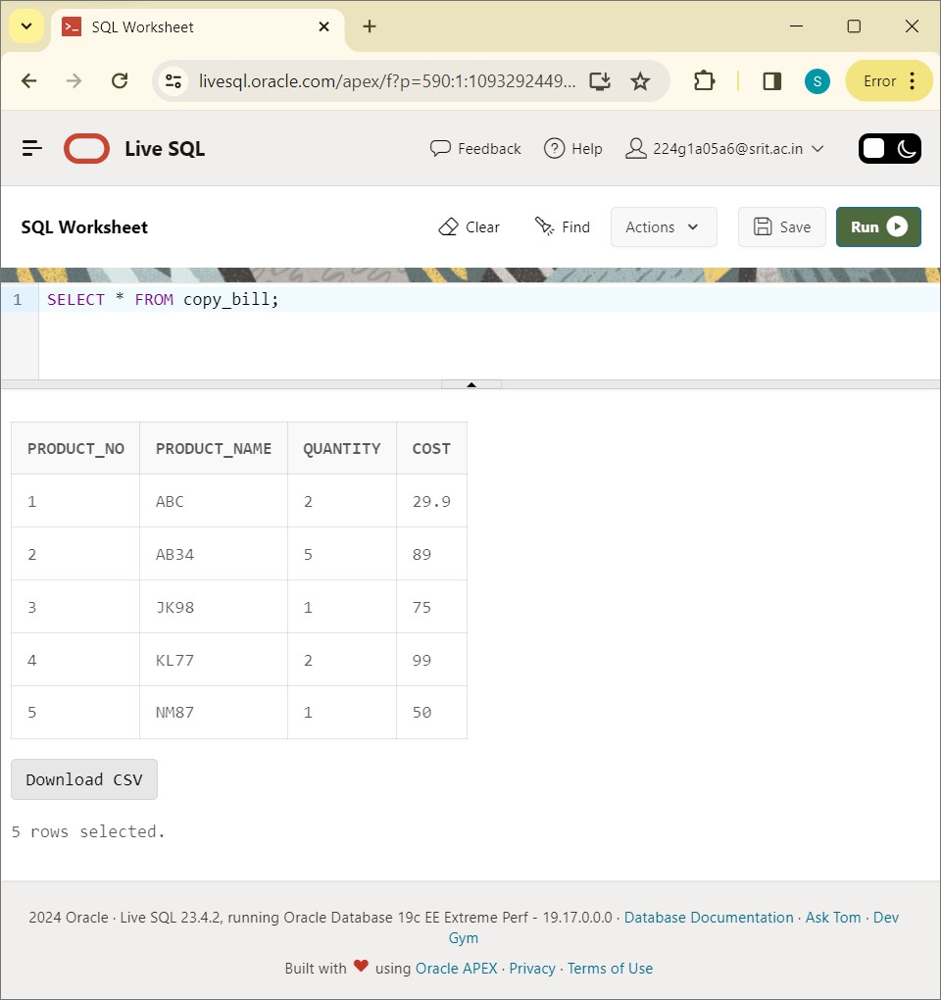 SQL Worksheet
livesql.oracle.com/apex/f?p=590:1:1093292449...
S
Error
Live SQL
Feedback
Help
224g1a05a6@srit.ac.in
SQL Worksheet
Clear
Find
Actions
Save
Run
1 SELECT * FROM copy_bill;
PRODUCT_NO PRODUCT_NAME QUANTITY COST
1 ABC 2 29.9
2 AB34 5 89
3 JK98 1 75
4 KL77 2 99
5 NM87 1 50
Download CSV
5 rows selected.
2024 Oracle · Live SQL 23.4.2, running Oracle Database 19c EE Extreme Perf - 19.17.0.0.0 · Database Documentation · Ask Tom · Dev
Gym
Built with ❤ using Oracle APEX · Privacy · Terms of Use